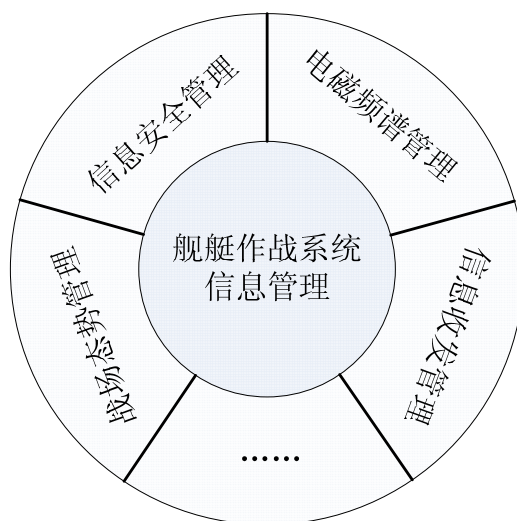 信息安全管理
电磁频谱管理
舰艇作战系统
信息管理
战场态势管理
信息收发管理
……